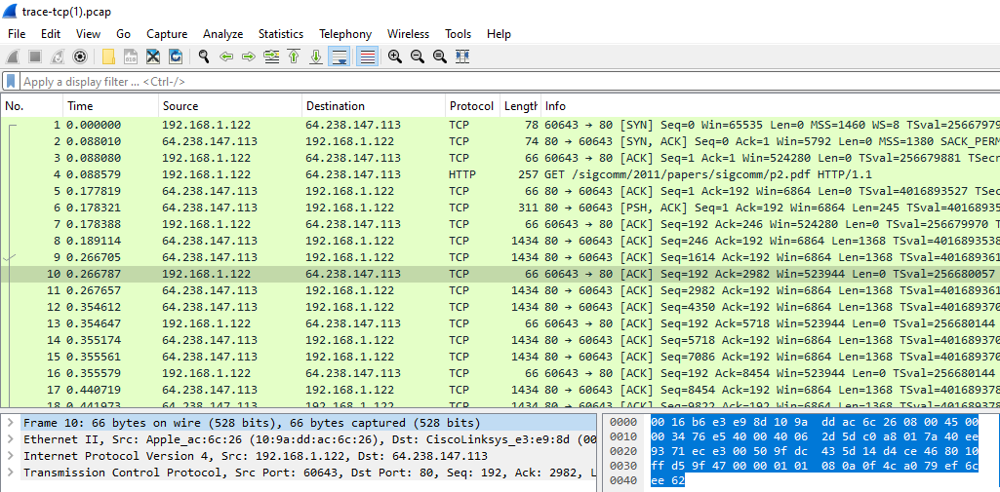 trace-tcp(1).pcap
File Edit View Go Capture Analyze Statistics Telephony Wireless Tools Help
Apply a display filter ... <Ctrl-/>
No. Time Source Destination Protocol Length Info
1 0.000000 192.168.1.122 64.238.147.113 TCP 78 60643 → 80 [SYN] Seq=0 Win=65535 Len=0 MSS=1460 WS=8 TSval=25667979
2 0.088010 64.238.147.113 192.168.1.122 TCP 74 80 → 60643 [SYN, ACK] Seq=0 Ack=1 Win=5792 Len=0 MSS=1380 SACK_PERM
3 0.088080 192.168.1.122 64.238.147.113 TCP 66 60643 → 80 [ACK] Seq=1 Ack=1 Win=524280 Len=0 TSval=256679881 TSecr
4 0.088579 192.168.1.122 64.238.147.113 HTTP 257 GET /sigcomm/2011/papers/sigcomm/p2.pdf HTTP/1.1
5 0.177819 64.238.147.113 192.168.1.122 TCP 66 80 → 60643 [ACK] Seq=1 Ack=192 Win=6864 Len=0 TSval=4016893527 TSec
6 0.178321 64.238.147.113 192.168.1.122 TCP 311 80 → 60643 [PSH, ACK] Seq=1 Ack=192 Win=6864 Len=245 TSval=40168935
7 0.178388 192.168.1.122 64.238.147.113 TCP 66 60643 → 80 [ACK] Seq=192 Ack=246 Win=524280 Len=0 TSval=256679970 T
8 0.189114 64.238.147.113 192.168.1.122 TCP 1434 80 → 60643 [ACK] Seq=246 Ack=192 Win=6864 Len=1368 TSval=4016893538
9 0.266705 64.238.147.113 192.168.1.122 TCP 1434 80 → 60643 [ACK] Seq=1614 Ack=192 Win=6864 Len=1368 TSval=401689361
10 0.266787 192.168.1.122 64.238.147.113 TCP 66 60643 → 80 [ACK] Seq=192 Ack=2982 Win=523944 Len=0 TSval=256680057
11 0.267657 64.238.147.113 192.168.1.122 TCP 1434 80 → 60643 [ACK] Seq=2982 Ack=192 Win=6864 Len=1368 TSval=401689361
12 0.354612 64.238.147.113 192.168.1.122 TCP 1434 80 → 60643 [ACK] Seq=4350 Ack=192 Win=6864 Len=1368 TSval=401689370
13 0.354647 192.168.1.122 64.238.147.113 TCP 66 60643 → 80 [ACK] Seq=192 Ack=5718 Win=523944 Len=0 TSval=256680144
14 0.355174 64.238.147.113 192.168.1.122 TCP 1434 80 → 60643 [ACK] Seq=5718 Ack=192 Win=6864 Len=1368 TSval=401689370
15 0.355561 64.238.147.113 192.168.1.122 TCP 1434 80 → 60643 [ACK] Seq=7086 Ack=192 Win=6864 Len=1368 TSval=401689370
16 0.355579 192.168.1.122 64.238.147.113 TCP 66 60643 → 80 [ACK] Seq=192 Ack=8454 Win=523944 Len=0 TSval=256680144
17 0.440719 64.238.147.113 192.168.1.122 TCP 1434 80 → 60643 [ACK] Seq=8454 Ack=192 Win=6864 Len=1368 TSval=401689378
18 0.441973 64.238.147.113 192.168.1.122 TCP 1434 80 → 60643 [ACK] Seq=9822 Ack=192 Win=6864 Len=1368 TSval=401689378
Frame 10: 66 bytes on wire (528 bits), 66 bytes captured (528 bits)
Ethernet II, Src: Apple_ac:6c:26 (10:9a:dd:ac:6c:26), Dst: CiscoLinksys_e3:e9:8d (00
Internet Protocol Version 4, Src: 192.168.1.122, Dst: 64.238.147.113
Transmission Control Protocol, Src Port: 60643, Dst Port: 80, Seq: 192, Ack: 2982, L
0000 00 16 b6 e3 e9 8d 10 9a dd ac 6c 26 08 00 45 00
0010 00 34 76 e5 40 00 40 06 2d 5d c0 a8 01 7a 40 ee
0020 93 71 ec e3 00 50 9f dc 43 5d 14 d4 ce 46 80 10
0030 ff d5 9f 47 00 00 01 01 08 0a 0f 4c a0 79 ef 6c
0040 ee 62